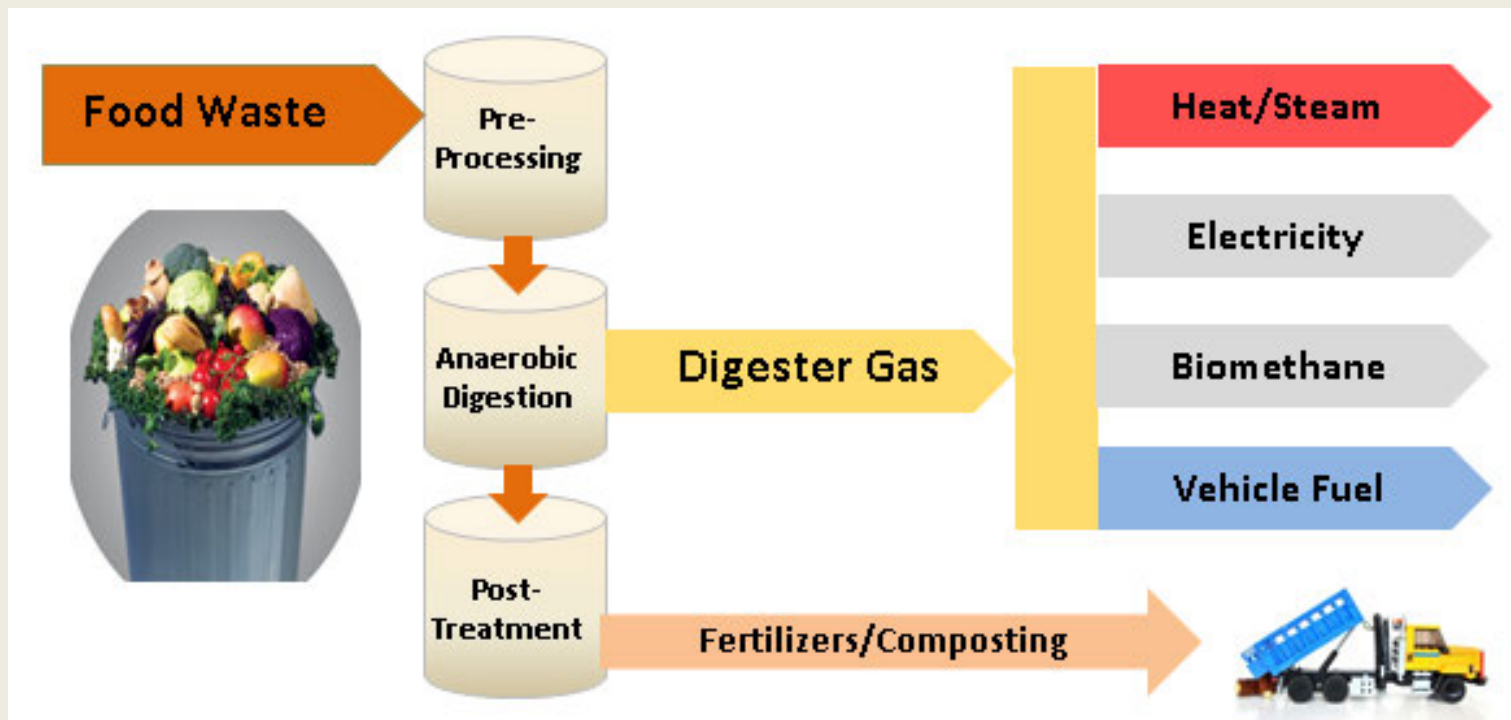 Food Waste
Pre-
Processing
Anaerobic
Digestion
Post-
Treatment
Digester Gas
Heat/Steam
Electricity
Biomethane
Vehicle Fuel
Fertilizers/Composting